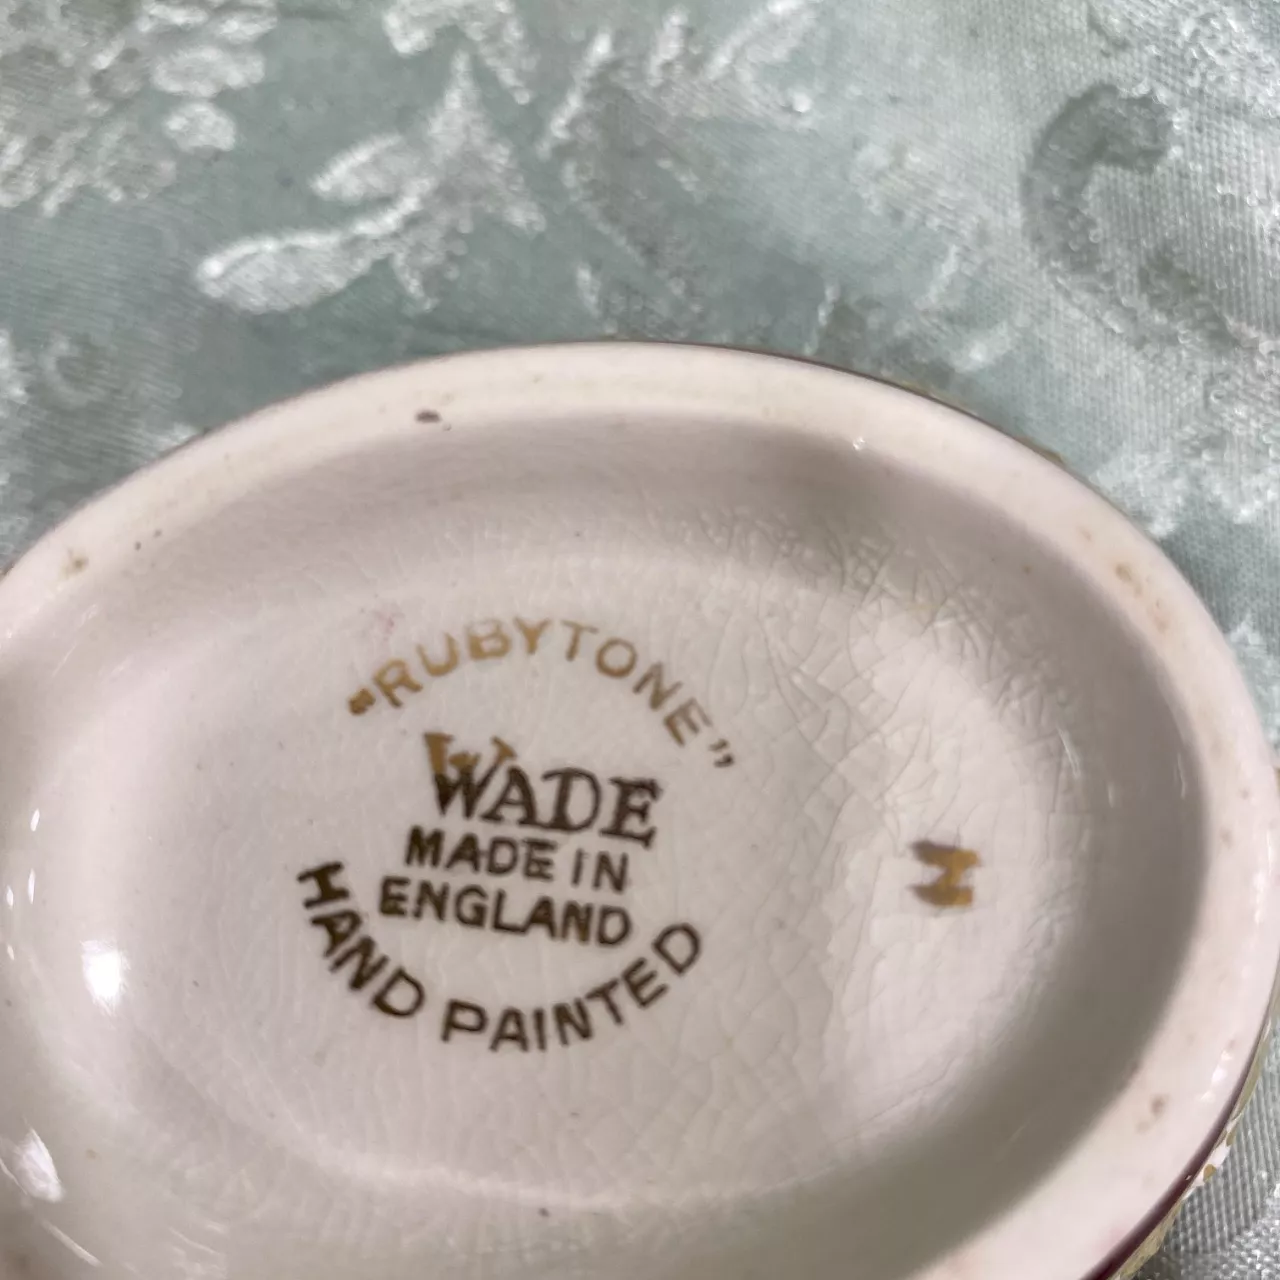 "RUBYTONE"
WADE
MADE IN
ENGLAND
HAND PAINTED
H